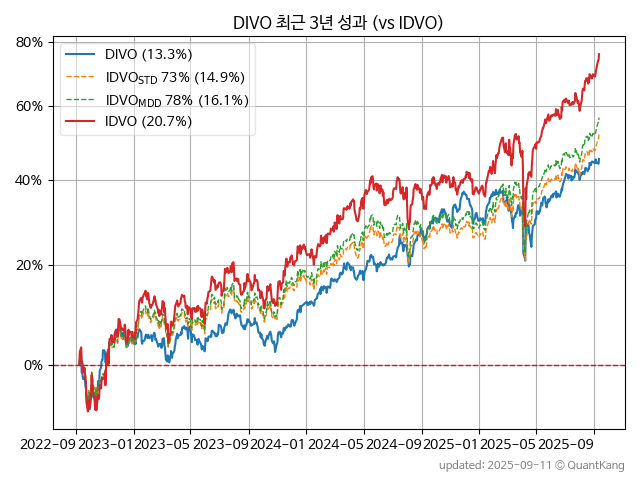 DIVO 최근 3년 성과 (vs IDVO)
80%
60%
40%
20%
0%
DIVO (13.3%)
IDVO_STD 73% (14.9%)
IDVO_MDD 78% (16.1%)
IDVO (20.7%)
2022-09 2023-01 2023-05 2023-09 2024-01 2024-05 2024-09 2025-01 2025-05 2025-09
updated: 2025-09-11 © QuantKang